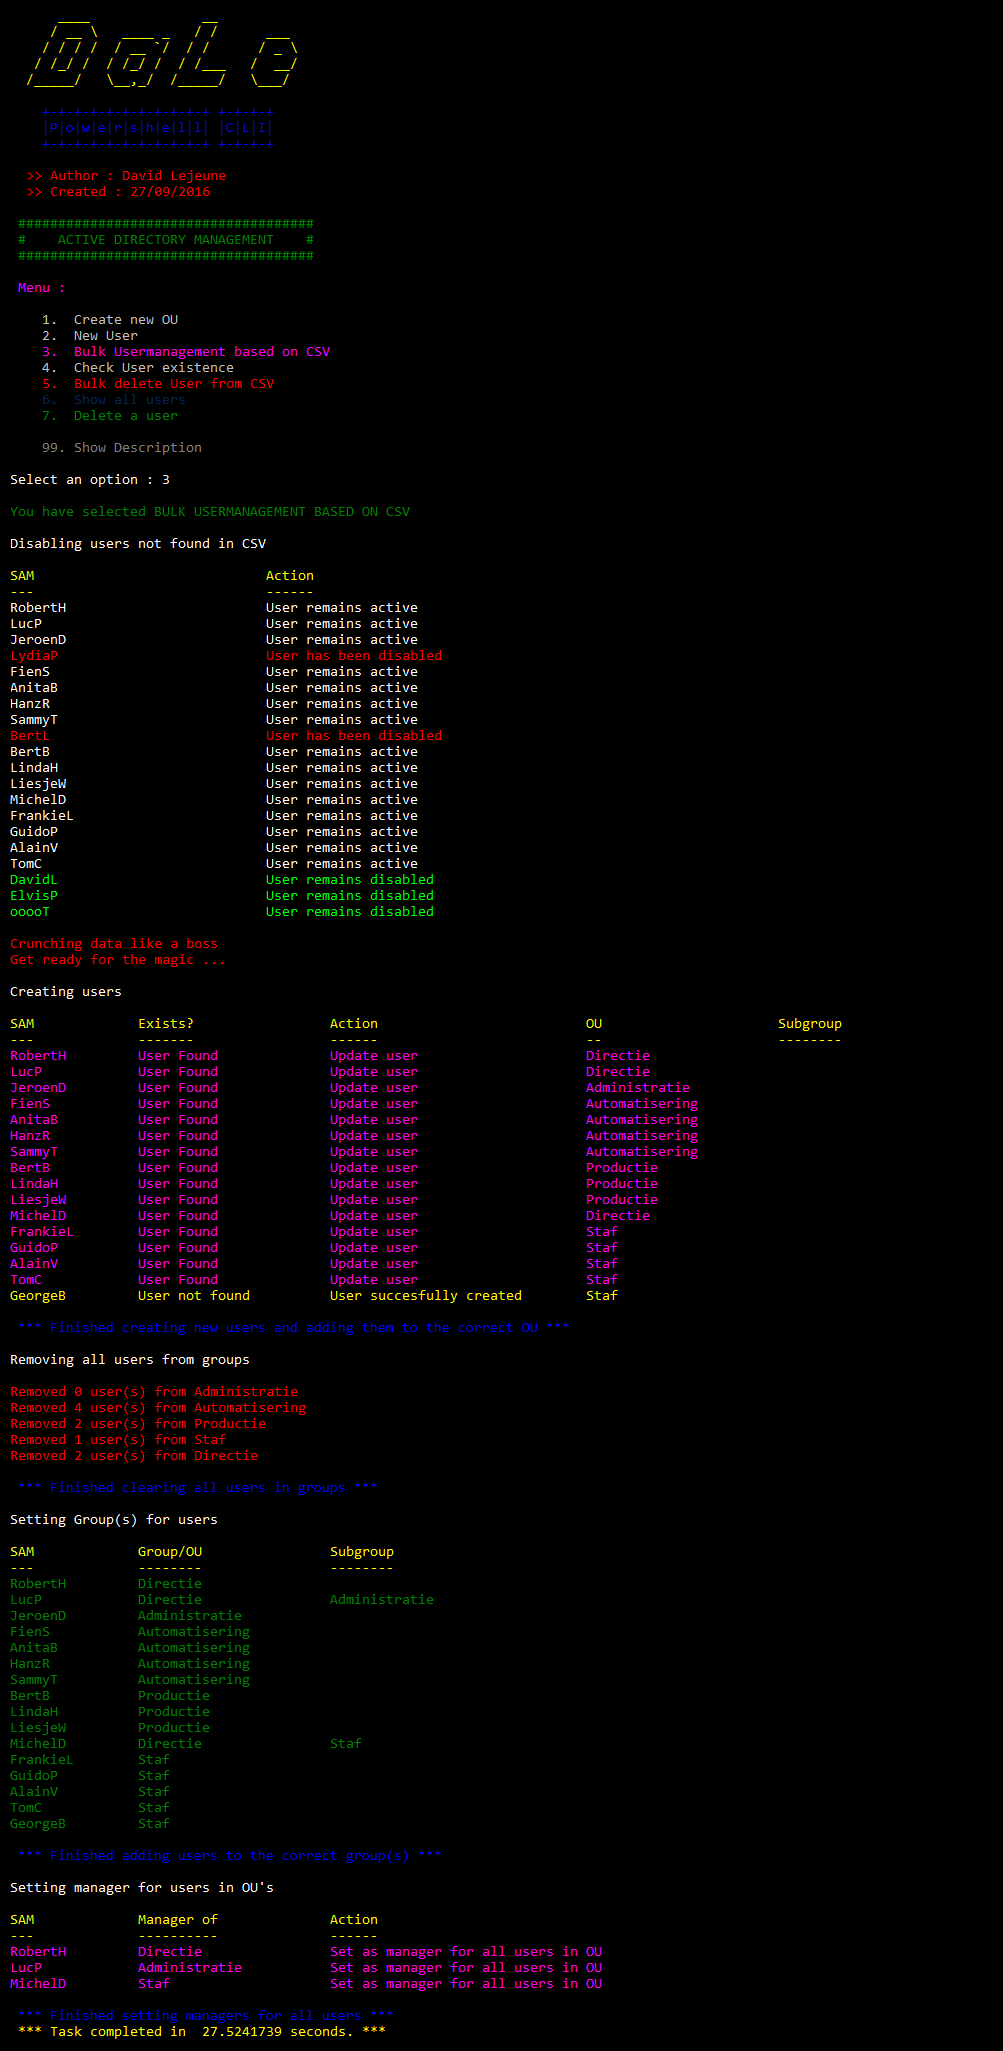 +-+-+-+-+-+-+-+-+-+-+ +-+-+-+
|P|o|w|e|r|s|h|e|l|l| |C|L|I|
+-+-+-+-+-+-+-+-+-+-+ +-+-+-+
>> Author : David Lejeune
>> Created : 27/09/2016
#####################################
# ACTIVE DIRECTORY MANAGEMENT #
#####################################
Menu :
1. Create new OU
2. New User
3. Bulk Usermanagement based on CSV
4. Check User existence
5. Bulk delete User from CSV
6. Show all users
7. Delete a user
99. Show Description
Select an option : 3
You have selected BULK USERMANAGEMENT BASED ON CSV
Disabling users not found in CSV
SAM Action
--- ------
RobertH User remains active
LucP User remains active
JeroenD User remains active
LydiaP User has been disabled
FienS User remains active
AnitaB User remains active
HanzR User remains active
SammyT User remains active
BertL User has been disabled
BertB User remains active
LindaH User remains active
LiesjeW User remains active
MichelD User remains active
FrankieL User remains active
GuidoP User remains active
AlainV User remains active
TomC User remains active
DavidL User remains disabled
ElvisP User remains disabled
ooooT User remains disabled
Crunching data like a boss
Get ready for the magic ...
Creating users
SAM Exists? Action OU Subgroup
--- ------- ------ -- --------
RobertH User Found Update user Directie
LucP User Found Update user Directie
JeroenD User Found Update user Administratie
FienS User Found Update user Automatisering
AnitaB User Found Update user Automatisering
HanzR User Found Update user Automatisering
SammyT User Found Update user Automatisering
BertB User Found Update user Productie
LindaH User Found Update user Productie
LiesjeW User Found Update user Productie
MichelD User Found Update user Directie
FrankieL User Found Update user Staf
GuidoP User Found Update user Staf
AlainV User Found Update user Staf
TomC User Found Update user Staf
GeorgeB User not found User succesfully created Staf
*** Finished creating new users and adding them to the correct OU ***
Removing all users from groups
Removed 0 user(s) from Administratie
Removed 4 user(s) from Automatisering
Removed 2 user(s) from Productie
Removed 1 user(s) from Staf
Removed 2 user(s) from Directie
*** Finished clearing all users in groups ***
Setting Group(s) for users
SAM Group/OU Subgroup
--- -------- --------
RobertH Directie
LucP Directie Administratie
JeroenD Administratie
FienS Automatisering
AnitaB Automatisering
HanzR Automatisering
SammyT Automatisering
BertB Productie
LindaH Productie
LiesjeW Productie
MichelD Directie Staf
FrankieL Staf
GuidoP Staf
AlainV Staf
TomC Staf
GeorgeB Staf
*** Finished adding users to the correct group(s) ***
Setting manager for users in OU's
SAM Manager of Action
--- ---------- ------
RobertH Directie Set as manager for all users in OU
LucP Administratie Set as manager for all users in OU
MichelD Staf Set as manager for all users in OU
*** Finished setting managers for all users ***
*** Task completed in 27.5241739 seconds. ***